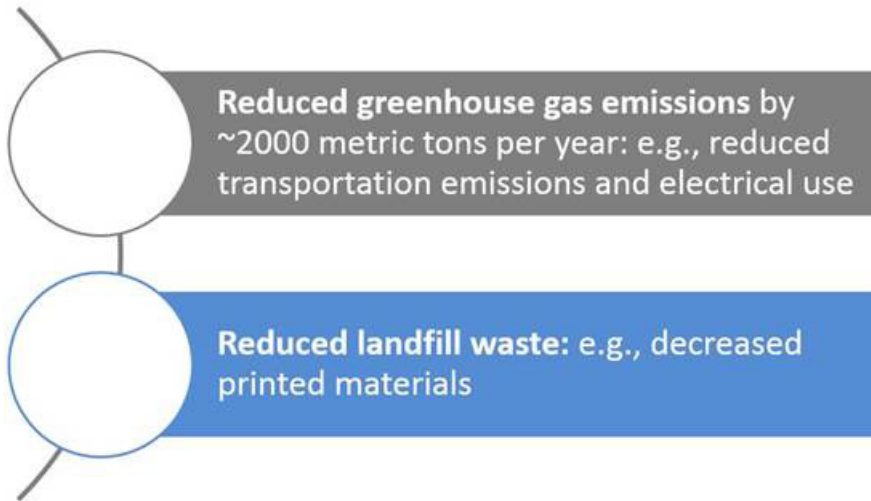 Reduced greenhouse gas emissions by
~2000 metric tons per year: e.g., reduced
transportation emissions and electrical use
Reduced landfill waste: e.g., decreased
printed materials